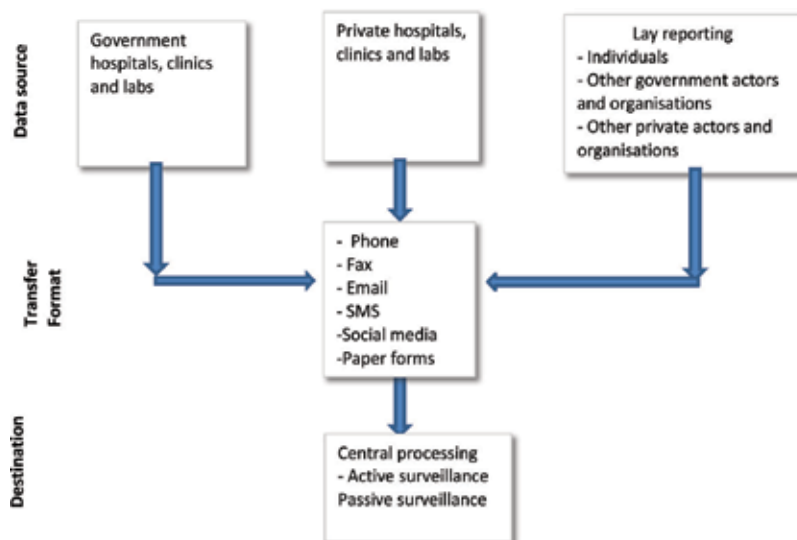 Data source
Government
hospitals, clinics
and labs
Private hospitals,
clinics and labs
Lay reporting
- Individuals
- Other government actors
and organisations
- Other private actors and
organisations
Transfer
Format
- Phone
- Fax
- Email
- SMS
-Social media
-Paper forms
Destination
Central processing
- Active surveillance
Passive surveillance